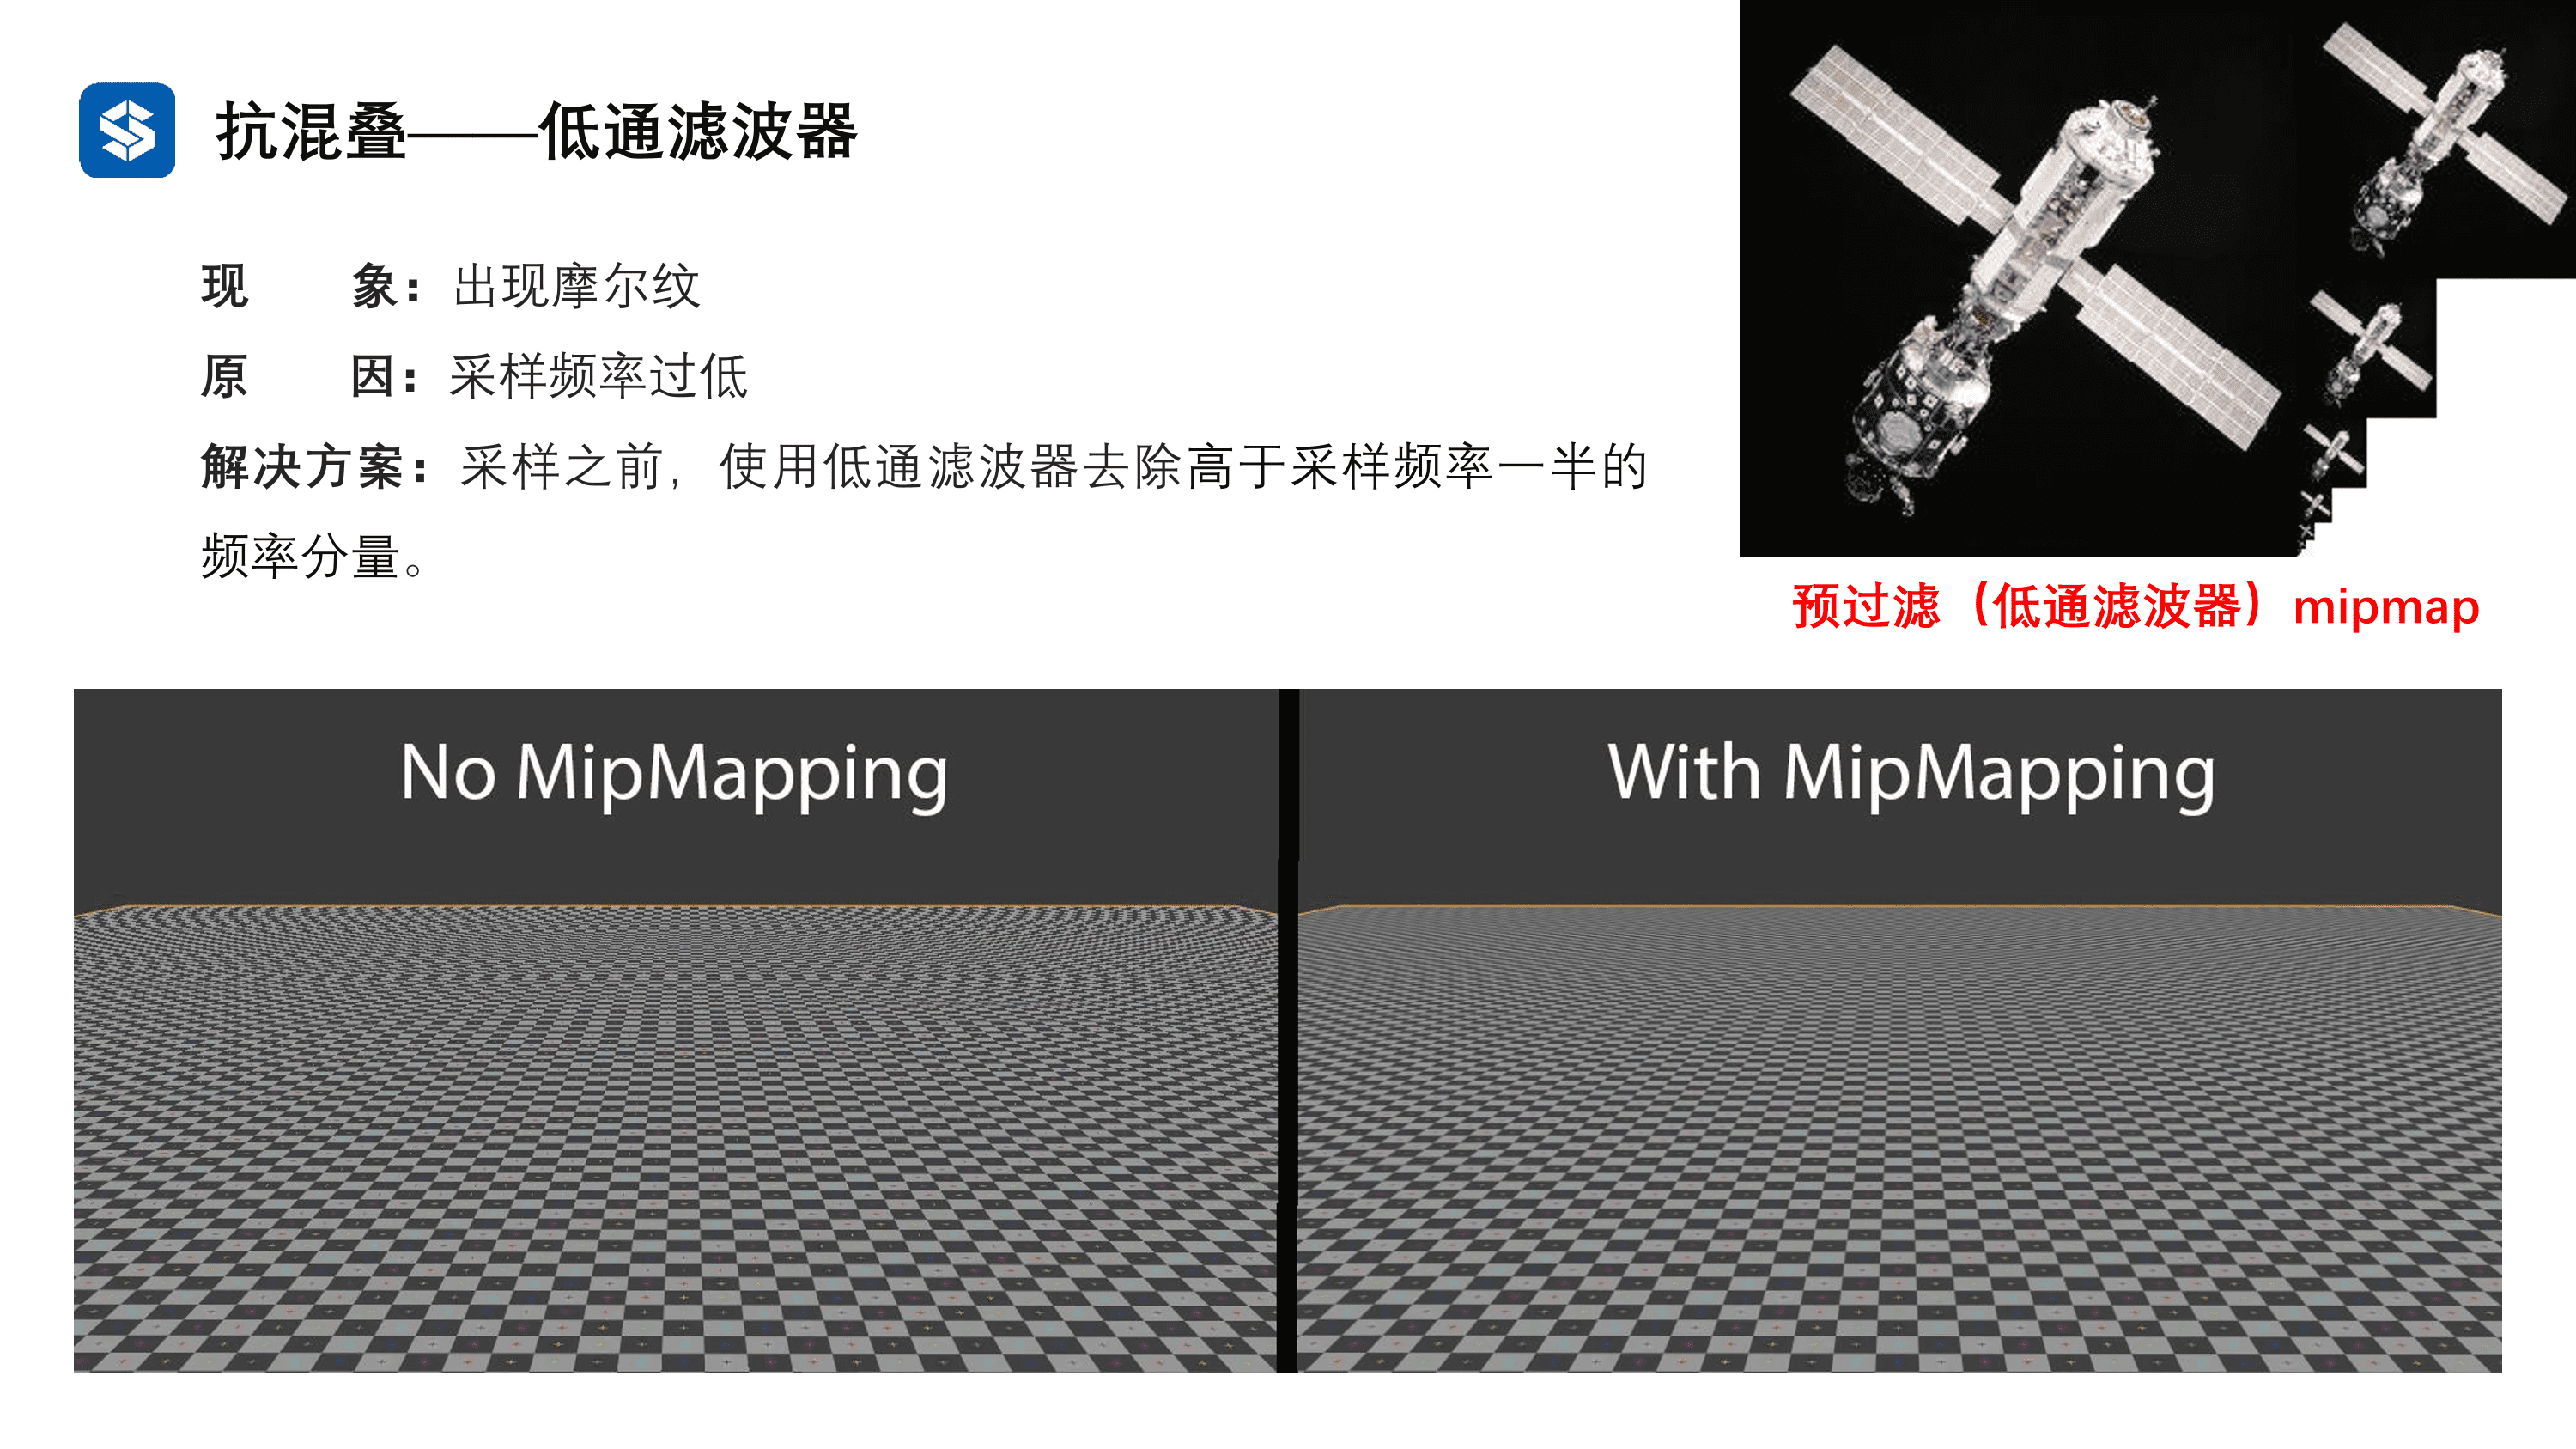 抗混叠——低通滤波器
现　　象：出现摩尔纹
原　　因：采样频率过低
解决方案：采样之前，使用低通滤波器去除高于采样频率一半的
频率分量。
预过滤（低通滤波器）mipmap
No MipMapping
With MipMapping